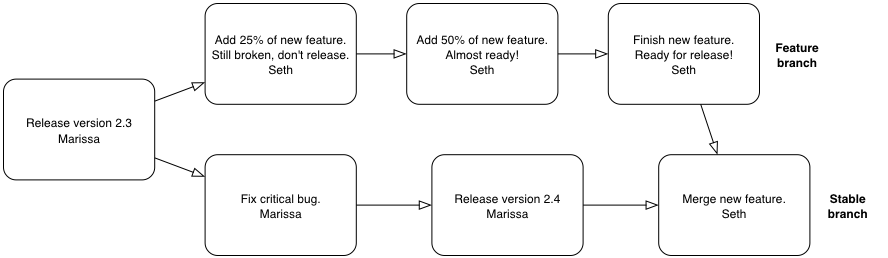 Add 25% of new feature.
Still broken, don't release.
Seth
Add 50% of new feature.
Almost ready!
Seth
Finish new feature.
Ready for release!
Seth
Feature
branch
Release version 2.3
Marissa
Fix critical bug.
Marissa
Release version 2.4
Marissa
Merge new feature.
Seth
Stable
branch